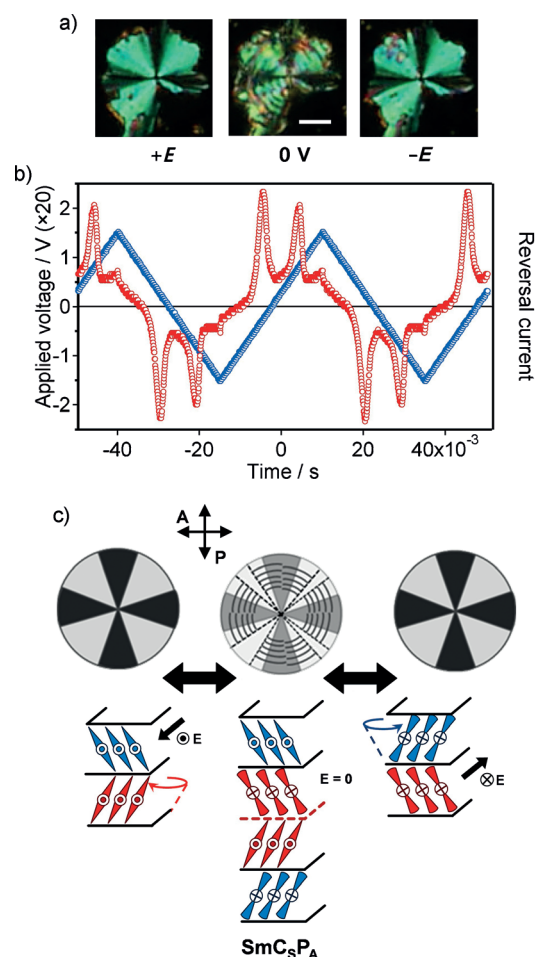 a)
+E 0 V –E
b)
Applied voltage / V (×20)
2
1
0
-1
-2
Reversal current
-40 -20 0 20 40x10⁻³
Time / s
c)
A
P
E
E = 0
E
SmCSPA